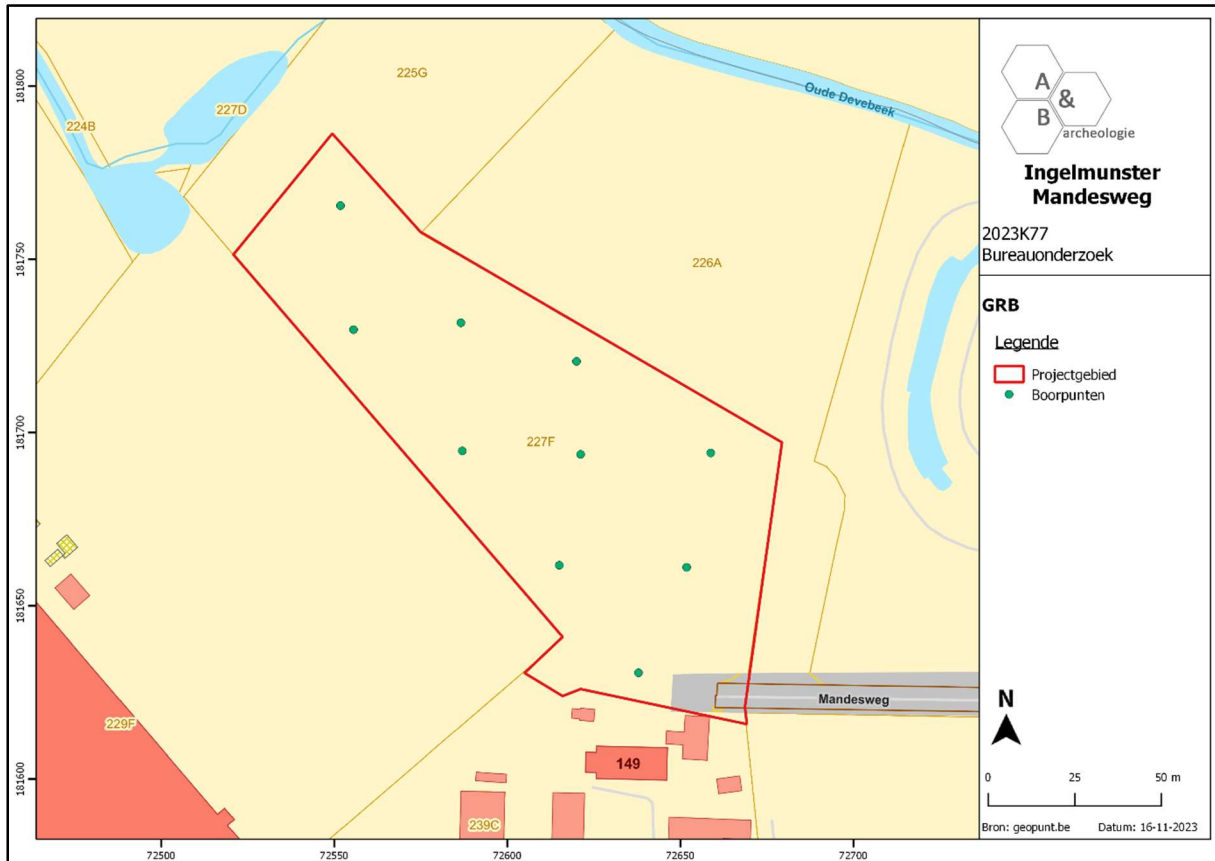 225G
227D
224B
Oude Devebeek
226A
227F
229F
149
239C
Mandesweg
181800
181750
181700
181650
181600
72500
72550
72600
72650
72700
A
&
B
archeologie
Ingelmunster
Mandesweg
2023K77
Bureauonderzoek
GRB
Legende
Projectgebied
Boorpunten
N
0 25 50 m
Bron: geopunt.be Datum: 16-11-2023